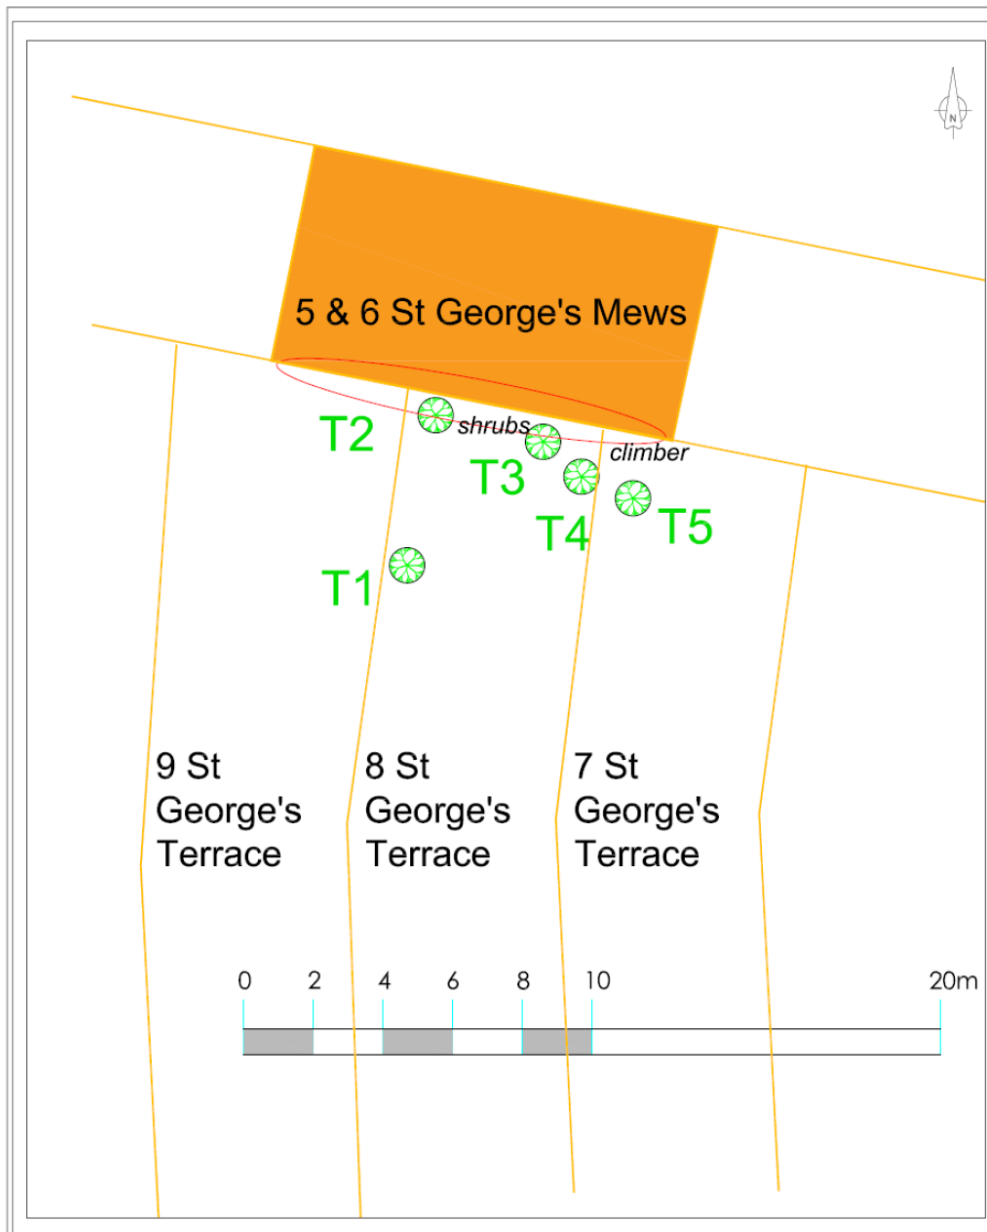 N
5 & 6 St George's Mews
T2
shrubs
climber
T3
T4
T5
T1
9 St
George's
Terrace
8 St
George's
Terrace
7 St
George's
Terrace
0 2 4 6 8 10 20m